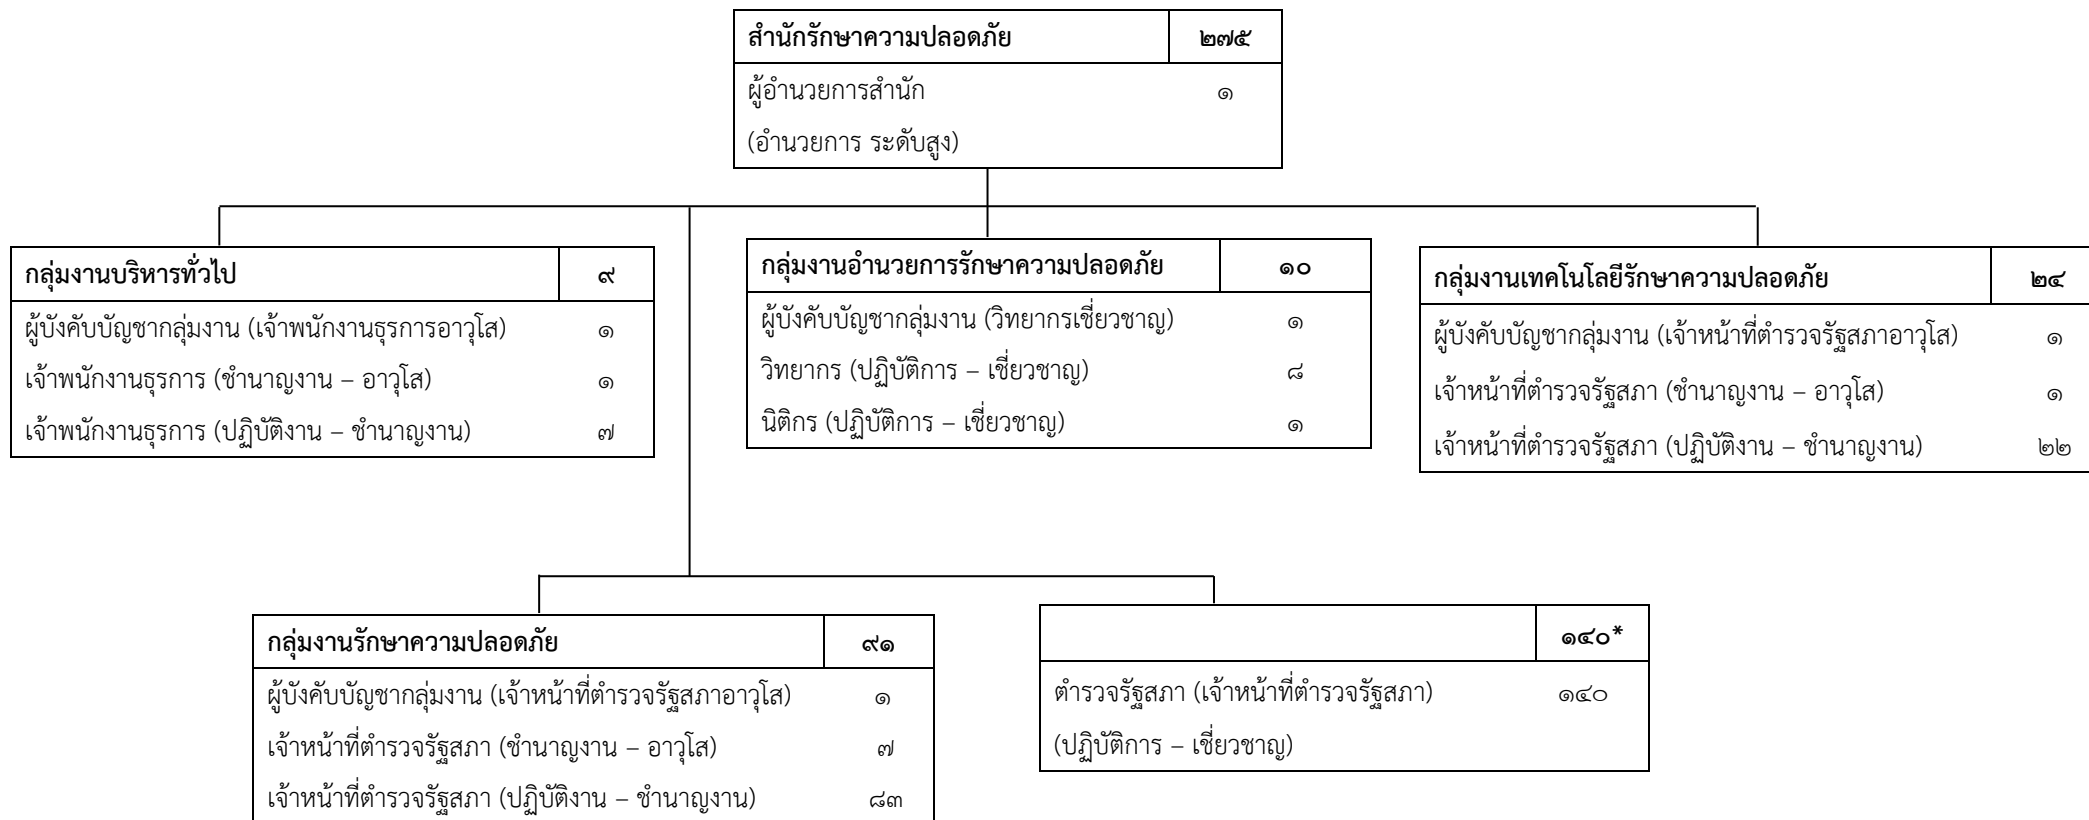 สำนักรักษาความปลอดภัย ๒๗๕
ผู้อำนวยการสำนัก ๑
(อำนวยการ ระดับสูง)
กลุ่มงานบริหารทั่วไป ๙
ผู้บังคับบัญชากลุ่มงาน (เจ้าพนักงานธุรการอาวุโส) ๑
เจ้าพนักงานธุรการ (ชำนาญงาน – อาวุโส) ๑
เจ้าพนักงานธุรการ (ปฏิบัติงาน – ชำนาญงาน) ๗
กลุ่มงานอำนวยการรักษาความปลอดภัย ๑๐
ผู้บังคับบัญชากลุ่มงาน (วิทยากรเชี่ยวชาญ) ๑
วิทยากร (ปฏิบัติการ – เชี่ยวชาญ) ๘
นิติกร (ปฏิบัติการ – เชี่ยวชาญ) ๑
กลุ่มงานเทคโนโลยีรักษาความปลอดภัย ๒๔
ผู้บังคับบัญชากลุ่มงาน (เจ้าหน้าที่ตำรวจรัฐสภาอาวุโส) ๑
เจ้าหน้าที่ตำรวจรัฐสภา (ชำนาญงาน – อาวุโส) ๑
เจ้าหน้าที่ตำรวจรัฐสภา (ปฏิบัติงาน – ชำนาญงาน) ๒๒
กลุ่มงานรักษาความปลอดภัย ๙๑
ผู้บังคับบัญชากลุ่มงาน (เจ้าหน้าที่ตำรวจรัฐสภาอาวุโส) ๑
เจ้าหน้าที่ตำรวจรัฐสภา (ชำนาญงาน – อาวุโส) ๗
เจ้าหน้าที่ตำรวจรัฐสภา (ปฏิบัติงาน – ชำนาญงาน) ๘๓
๑๔๐*
ตำรวจรัฐสภา (เจ้าหน้าที่ตำรวจรัฐสภา) ๑๔๐
(ปฏิบัติการ – เชี่ยวชาญ)